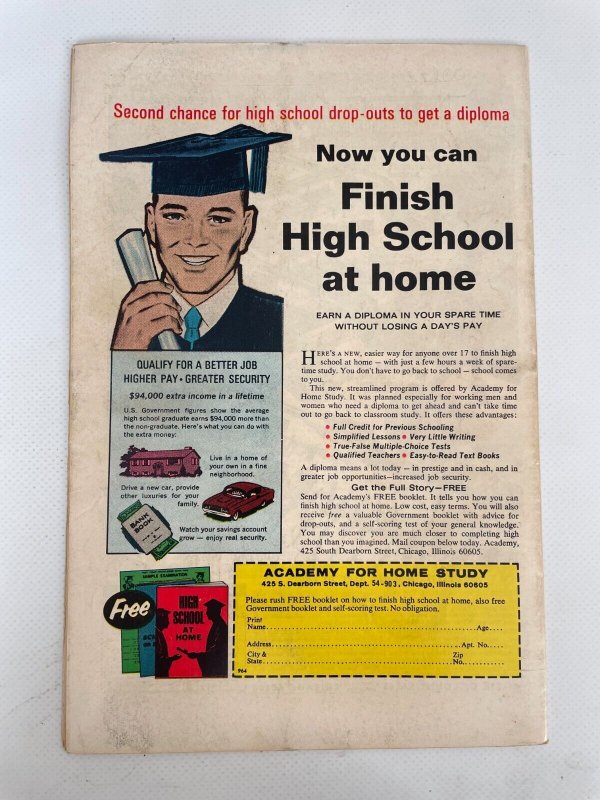 Second chance for high school drop-outs to get a diploma
Now you can
Finish
High School
at home
EARN A DIPLOMA IN YOUR SPARE TIME
WITHOUT LOSING A DAY'S PAY
HERE'S A NEW, easier way for anyone over 17 to finish high
school at home — with just a few hours a week of spare-
time study. You don't have to go back to school — school comes
to you.
This new, streamlined program is offered by Academy for
Home Study. It was planned especially for working men and
women who need a diploma to get ahead and can't take time
out to go back to classroom study. It offers these advantages:
• Full Credit for Previous Schooling
• Simplified Lessons • Very Little Writing
• True-False Multiple-Choice Tests
• Qualified Teachers • Easy-to-Read Text Books
A diploma means a lot today — in prestige and in cash, and in
greater job opportunities—increased job security.
Get the Full Story—FREE
Send for Academy's FREE booklet. It tells you how you can
finish high school at home. Low cost, easy terms. You will also
receive free a valuable Government booklet with advice for
drop-outs, and a self-scoring test of your general knowledge.
You may discover you are much closer to completing high
school than you imagined. Mail coupon below today. Academy,
425 South Dearborn Street, Chicago, Illinois 60605.
QUALIFY FOR A BETTER JOB
HIGHER PAY • GREATER SECURITY
$94,000 extra income in a lifetime
U.S. Government figures show the average
high school graduate earns $94,000 more than
the non-graduate. Here's what you can do with
the extra money:
Live in a home of
your own in a fine
neighborhood.
Drive a new car, provide
other luxuries for your
family.
BANK
BOOK
Watch your savings account
grow — enjoy real security.
Free
SAMPLE EXAMINATION
HIGH
SCHOOL
AT
HOME
ACADEMY FOR HOME STUDY
425 S. Dearborn Street, Dept. 54-903, Chicago, Illinois 60605
Please rush FREE booklet on how to finish high school at home, also free
Government booklet and self-scoring test. No obligation.
Print
Name Age
Address Apt. No.
City & Zip
State No.
964